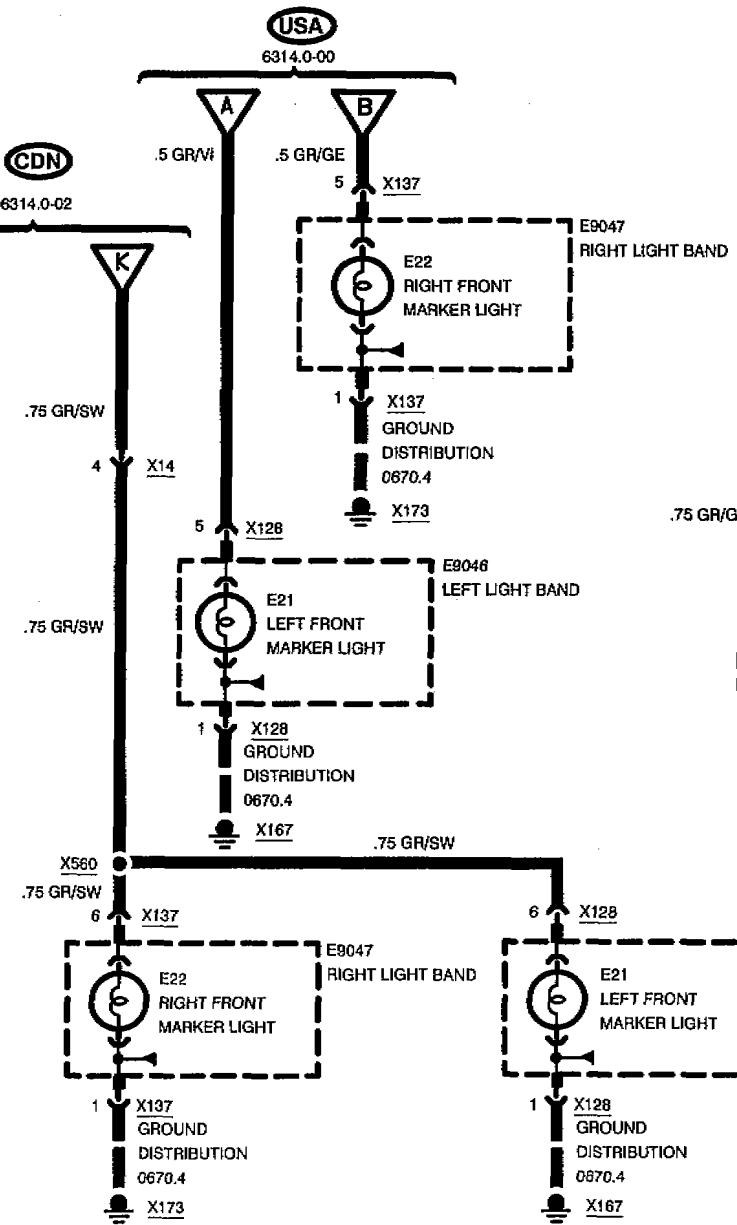 USA
6314.0-00
A
B
.5 GR/VI
.5 GR/GE
CDN
5 X137
6314.0-02
E9047
RIGHT LIGHT BAND
K
E22
RIGHT FRONT
MARKER LIGHT
1 X137
.75 GR/SW
GROUND
DISTRIBUTION
0670.4
4 X14
X173
.75 GR/G
5 X128
E9046
LEFT LIGHT BAND
E21
LEFT FRONT
MARKER LIGHT
.75 GR/SW
1 X128
GROUND
DISTRIBUTION
0670.4
X167
.75 GR/SW
X560
.75 GR/SW
6 X137
6 X128
E9047
RIGHT LIGHT BAND
E22
RIGHT FRONT
MARKER LIGHT
E21
LEFT FRONT
MARKER LIGHT
1 X137
GROUND
DISTRIBUTION
0670.4
X173
1 X128
GROUND
DISTRIBUTION
0670.4
X167